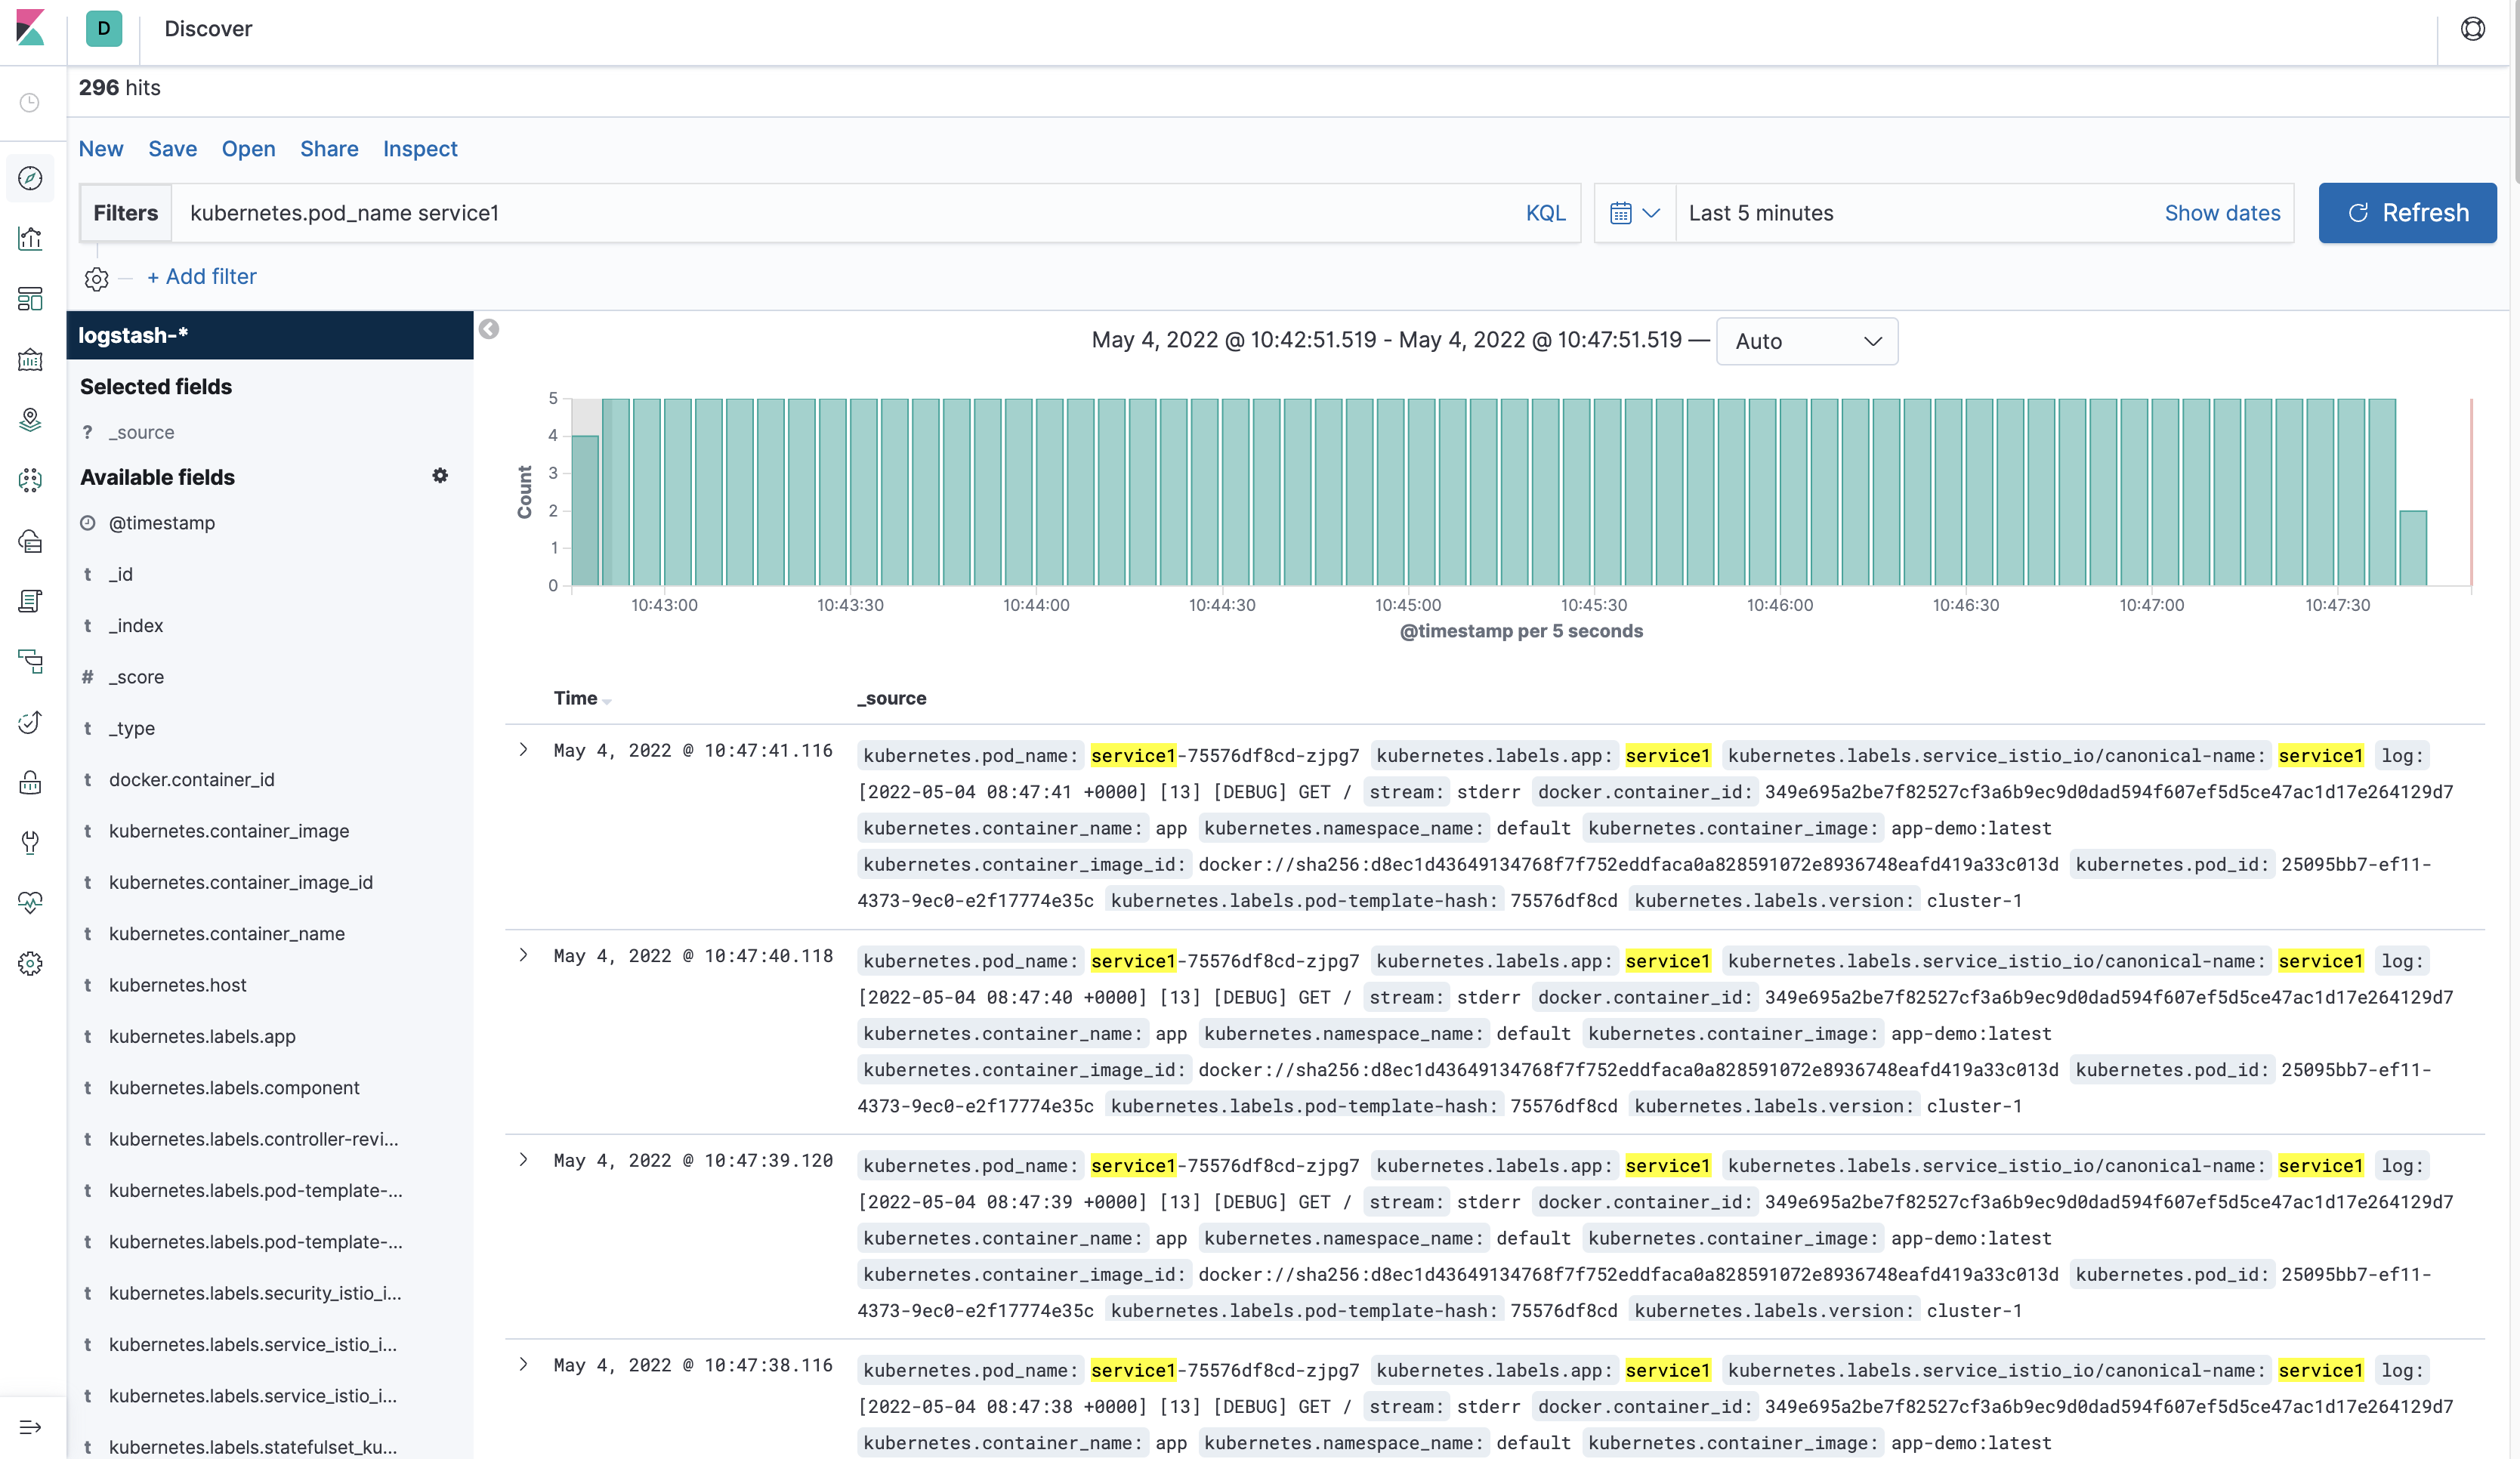 D Discover
296 hits
New Save Open Share Inspect
Filters kubernetes.pod_name service1 KQL Last 5 minutes Show dates Refresh
+ Add filter
logstash-*
Selected fields
? _source
Available fields
@timestamp
t _id
t _index
# _score
t _type
t docker.container_id
t kubernetes.container_image
t kubernetes.container_image_id
t kubernetes.container_name
t kubernetes.host
t kubernetes.labels.app
t kubernetes.labels.component
t kubernetes.labels.controller-revi...
t kubernetes.labels.pod-template-...
t kubernetes.labels.pod-template-...
t kubernetes.labels.security_istio_i...
t kubernetes.labels.service_istio_i...
t kubernetes.labels.service_istio_i...
t kubernetes.labels.statefulset_ku...
May 4, 2022 @ 10:42:51.519 - May 4, 2022 @ 10:47:51.519 — Auto
Count
5
4
3
2
1
0
10:43:00 10:43:30 10:44:00 10:44:30 10:45:00 10:45:30 10:46:00 10:46:30 10:47:00 10:47:30
@timestamp per 5 seconds
Time _source
May 4, 2022 @ 10:47:41.116 kubernetes.pod_name: service1-75576df8cd-zjpg7 kubernetes.labels.app: service1 kubernetes.labels.service_istio_io/canonical-name: service1 log:
[2022-05-04 08:47:41 +0000] [13] [DEBUG] GET / stream: stderr docker.container_id: 349e695a2be7f82527cf3a6b9ec9d0dad594f607ef5d5ce47ac1d17e264129d7
kubernetes.container_name: app kubernetes.namespace_name: default kubernetes.container_image: app-demo:latest
kubernetes.container_image_id: docker://sha256:d8ec1d43649134768f7f752eddfaca0a828591072e8936748eafd419a33c013d kubernetes.pod_id: 25095bb7-ef11-
4373-9ec0-e2f17774e35c kubernetes.labels.pod-template-hash: 75576df8cd kubernetes.labels.version: cluster-1
May 4, 2022 @ 10:47:40.118 kubernetes.pod_name: service1-75576df8cd-zjpg7 kubernetes.labels.app: service1 kubernetes.labels.service_istio_io/canonical-name: service1 log:
[2022-05-04 08:47:40 +0000] [13] [DEBUG] GET / stream: stderr docker.container_id: 349e695a2be7f82527cf3a6b9ec9d0dad594f607ef5d5ce47ac1d17e264129d7
kubernetes.container_name: app kubernetes.namespace_name: default kubernetes.container_image: app-demo:latest
kubernetes.container_image_id: docker://sha256:d8ec1d43649134768f7f752eddfaca0a828591072e8936748eafd419a33c013d kubernetes.pod_id: 25095bb7-ef11-
4373-9ec0-e2f17774e35c kubernetes.labels.pod-template-hash: 75576df8cd kubernetes.labels.version: cluster-1
May 4, 2022 @ 10:47:39.120 kubernetes.pod_name: service1-75576df8cd-zjpg7 kubernetes.labels.app: service1 kubernetes.labels.service_istio_io/canonical-name: service1 log:
[2022-05-04 08:47:39 +0000] [13] [DEBUG] GET / stream: stderr docker.container_id: 349e695a2be7f82527cf3a6b9ec9d0dad594f607ef5d5ce47ac1d17e264129d7
kubernetes.container_name: app kubernetes.namespace_name: default kubernetes.container_image: app-demo:latest
kubernetes.container_image_id: docker://sha256:d8ec1d43649134768f7f752eddfaca0a828591072e8936748eafd419a33c013d kubernetes.pod_id: 25095bb7-ef11-
4373-9ec0-e2f17774e35c kubernetes.labels.pod-template-hash: 75576df8cd kubernetes.labels.version: cluster-1
May 4, 2022 @ 10:47:38.116 kubernetes.pod_name: service1-75576df8cd-zjpg7 kubernetes.labels.app: service1 kubernetes.labels.service_istio_io/canonical-name: service1 log:
[2022-05-04 08:47:38 +0000] [13] [DEBUG] GET / stream: stderr docker.container_id: 349e695a2be7f82527cf3a6b9ec9d0dad594f607ef5d5ce47ac1d17e264129d7
kubernetes.container_name: app kubernetes.namespace_name: default kubernetes.container_image: app-demo:latest